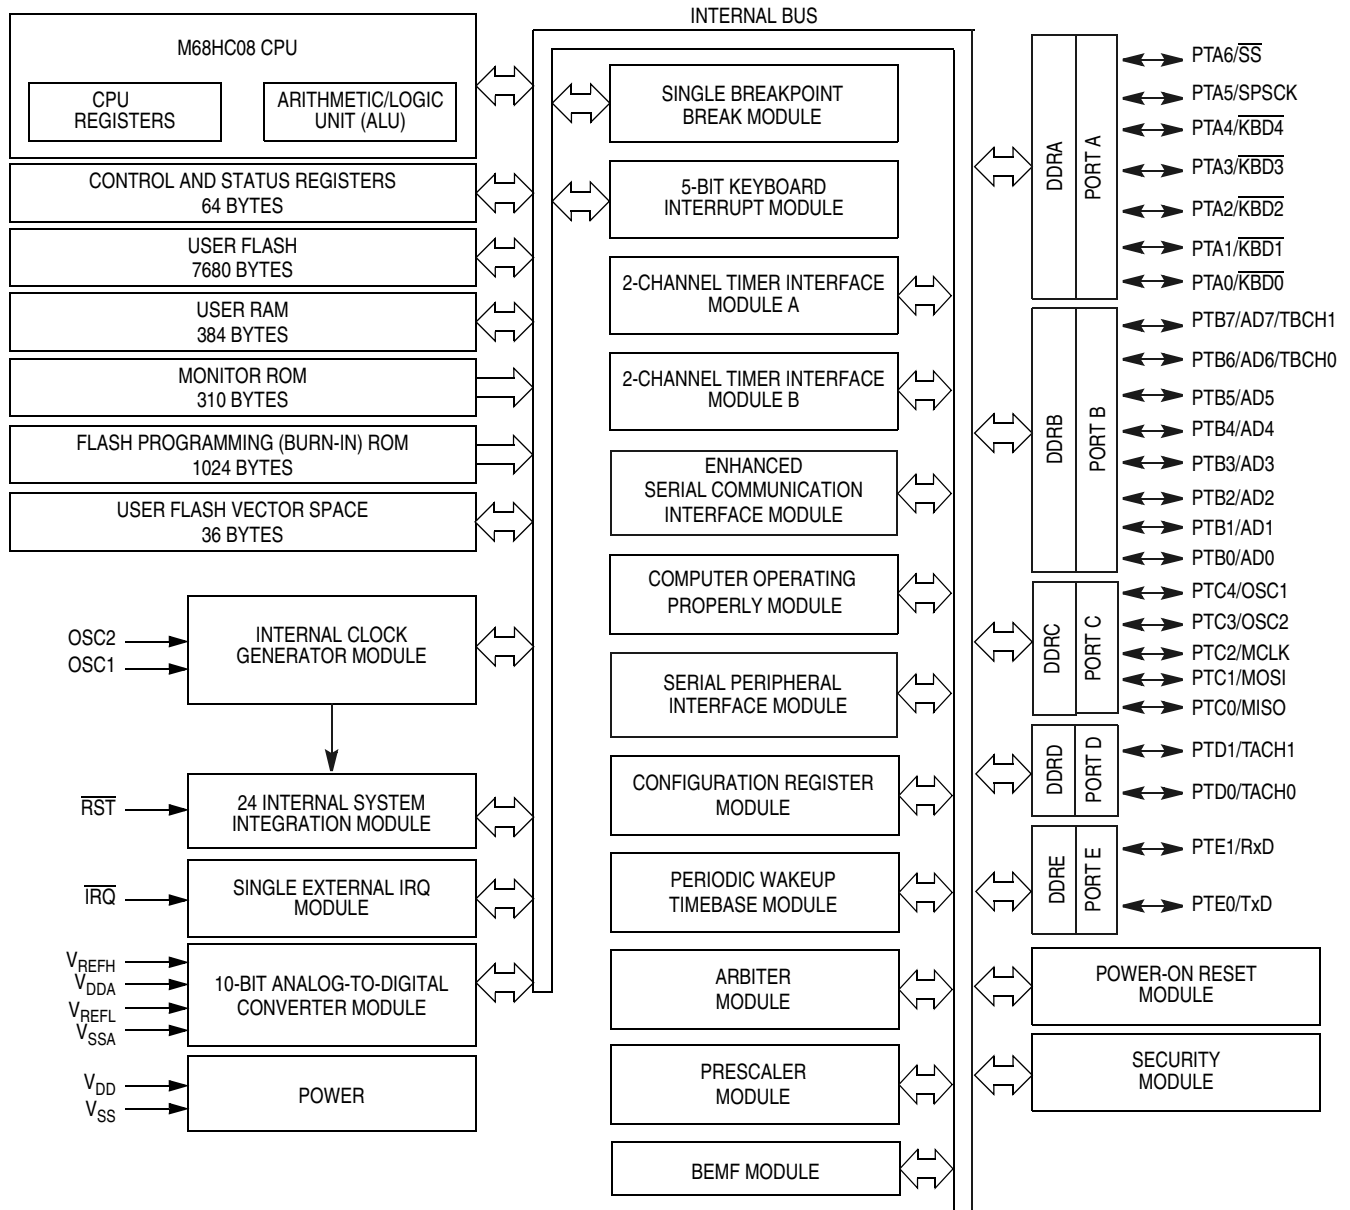 INTERNAL BUS
M68HC08 CPU
CPU
REGISTERS
ARITHMETIC/LOGIC
UNIT (ALU)
CONTROL AND STATUS REGISTERS
64 BYTES
USER FLASH
7680 BYTES
USER RAM
384 BYTES
MONITOR ROM
310 BYTES
FLASH PROGRAMMING (BURN-IN) ROM
1024 BYTES
USER FLASH VECTOR SPACE
36 BYTES
OSC2
OSC1
INTERNAL CLOCK
GENERATOR MODULE
R̅S̅T̅
24 INTERNAL SYSTEM
INTEGRATION MODULE
I̅R̅Q̅
SINGLE EXTERNAL IRQ
MODULE
VREFH
VDDA
VREFL
VSSA
10-BIT ANALOG-TO-DIGITAL
CONVERTER MODULE
VDD
VSS
POWER
SINGLE BREAKPOINT
BREAK MODULE
5-BIT KEYBOARD
INTERRUPT MODULE
2-CHANNEL TIMER INTERFACE
MODULE A
2-CHANNEL TIMER INTERFACE
MODULE B
ENHANCED
SERIAL COMMUNICATION
INTERFACE MODULE
COMPUTER OPERATING
PROPERLY MODULE
SERIAL PERIPHERAL
INTERFACE MODULE
CONFIGURATION REGISTER
MODULE
PERIODIC WAKEUP
TIMEBASE MODULE
ARBITER
MODULE
PRESCALER
MODULE
BEMF MODULE
DDRA
PORT A
PTA6/S̅S̅
PTA5/SPSCK
PTA4/K̅B̅D̅4̅
PTA3/K̅B̅D̅3̅
PTA2/K̅B̅D̅2̅
PTA1/K̅B̅D̅1̅
PTA0/K̅B̅D̅0̅
DDRB
PORT B
PTB7/AD7/TBCH1
PTB6/AD6/TBCH0
PTB5/AD5
PTB4/AD4
PTB3/AD3
PTB2/AD2
PTB1/AD1
PTB0/AD0
DDRC
PORT C
PTC4/OSC1
PTC3/OSC2
PTC2/MCLK
PTC1/MOSI
PTC0/MISO
DDRD
PORT D
PTD1/TACH1
PTD0/TACH0
DDRE
PORT E
PTE1/RxD
PTE0/TxD
POWER-ON RESET
MODULE
SECURITY
MODULE